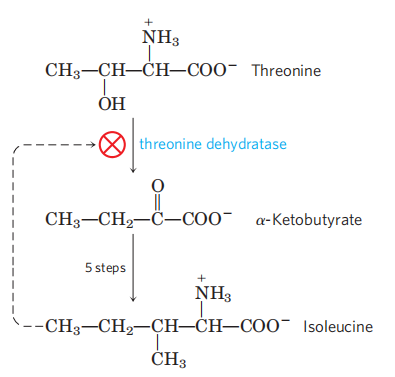 +
NH₃
CH₃—CH—CH—COO⁻ Threonine
OH
threonine dehydratase
O
CH₃—CH₂—C—COO⁻ α-Ketobutyrate
5 steps
+
NH₃
CH₃—CH₂—CH—CH—COO⁻ Isoleucine
CH₃